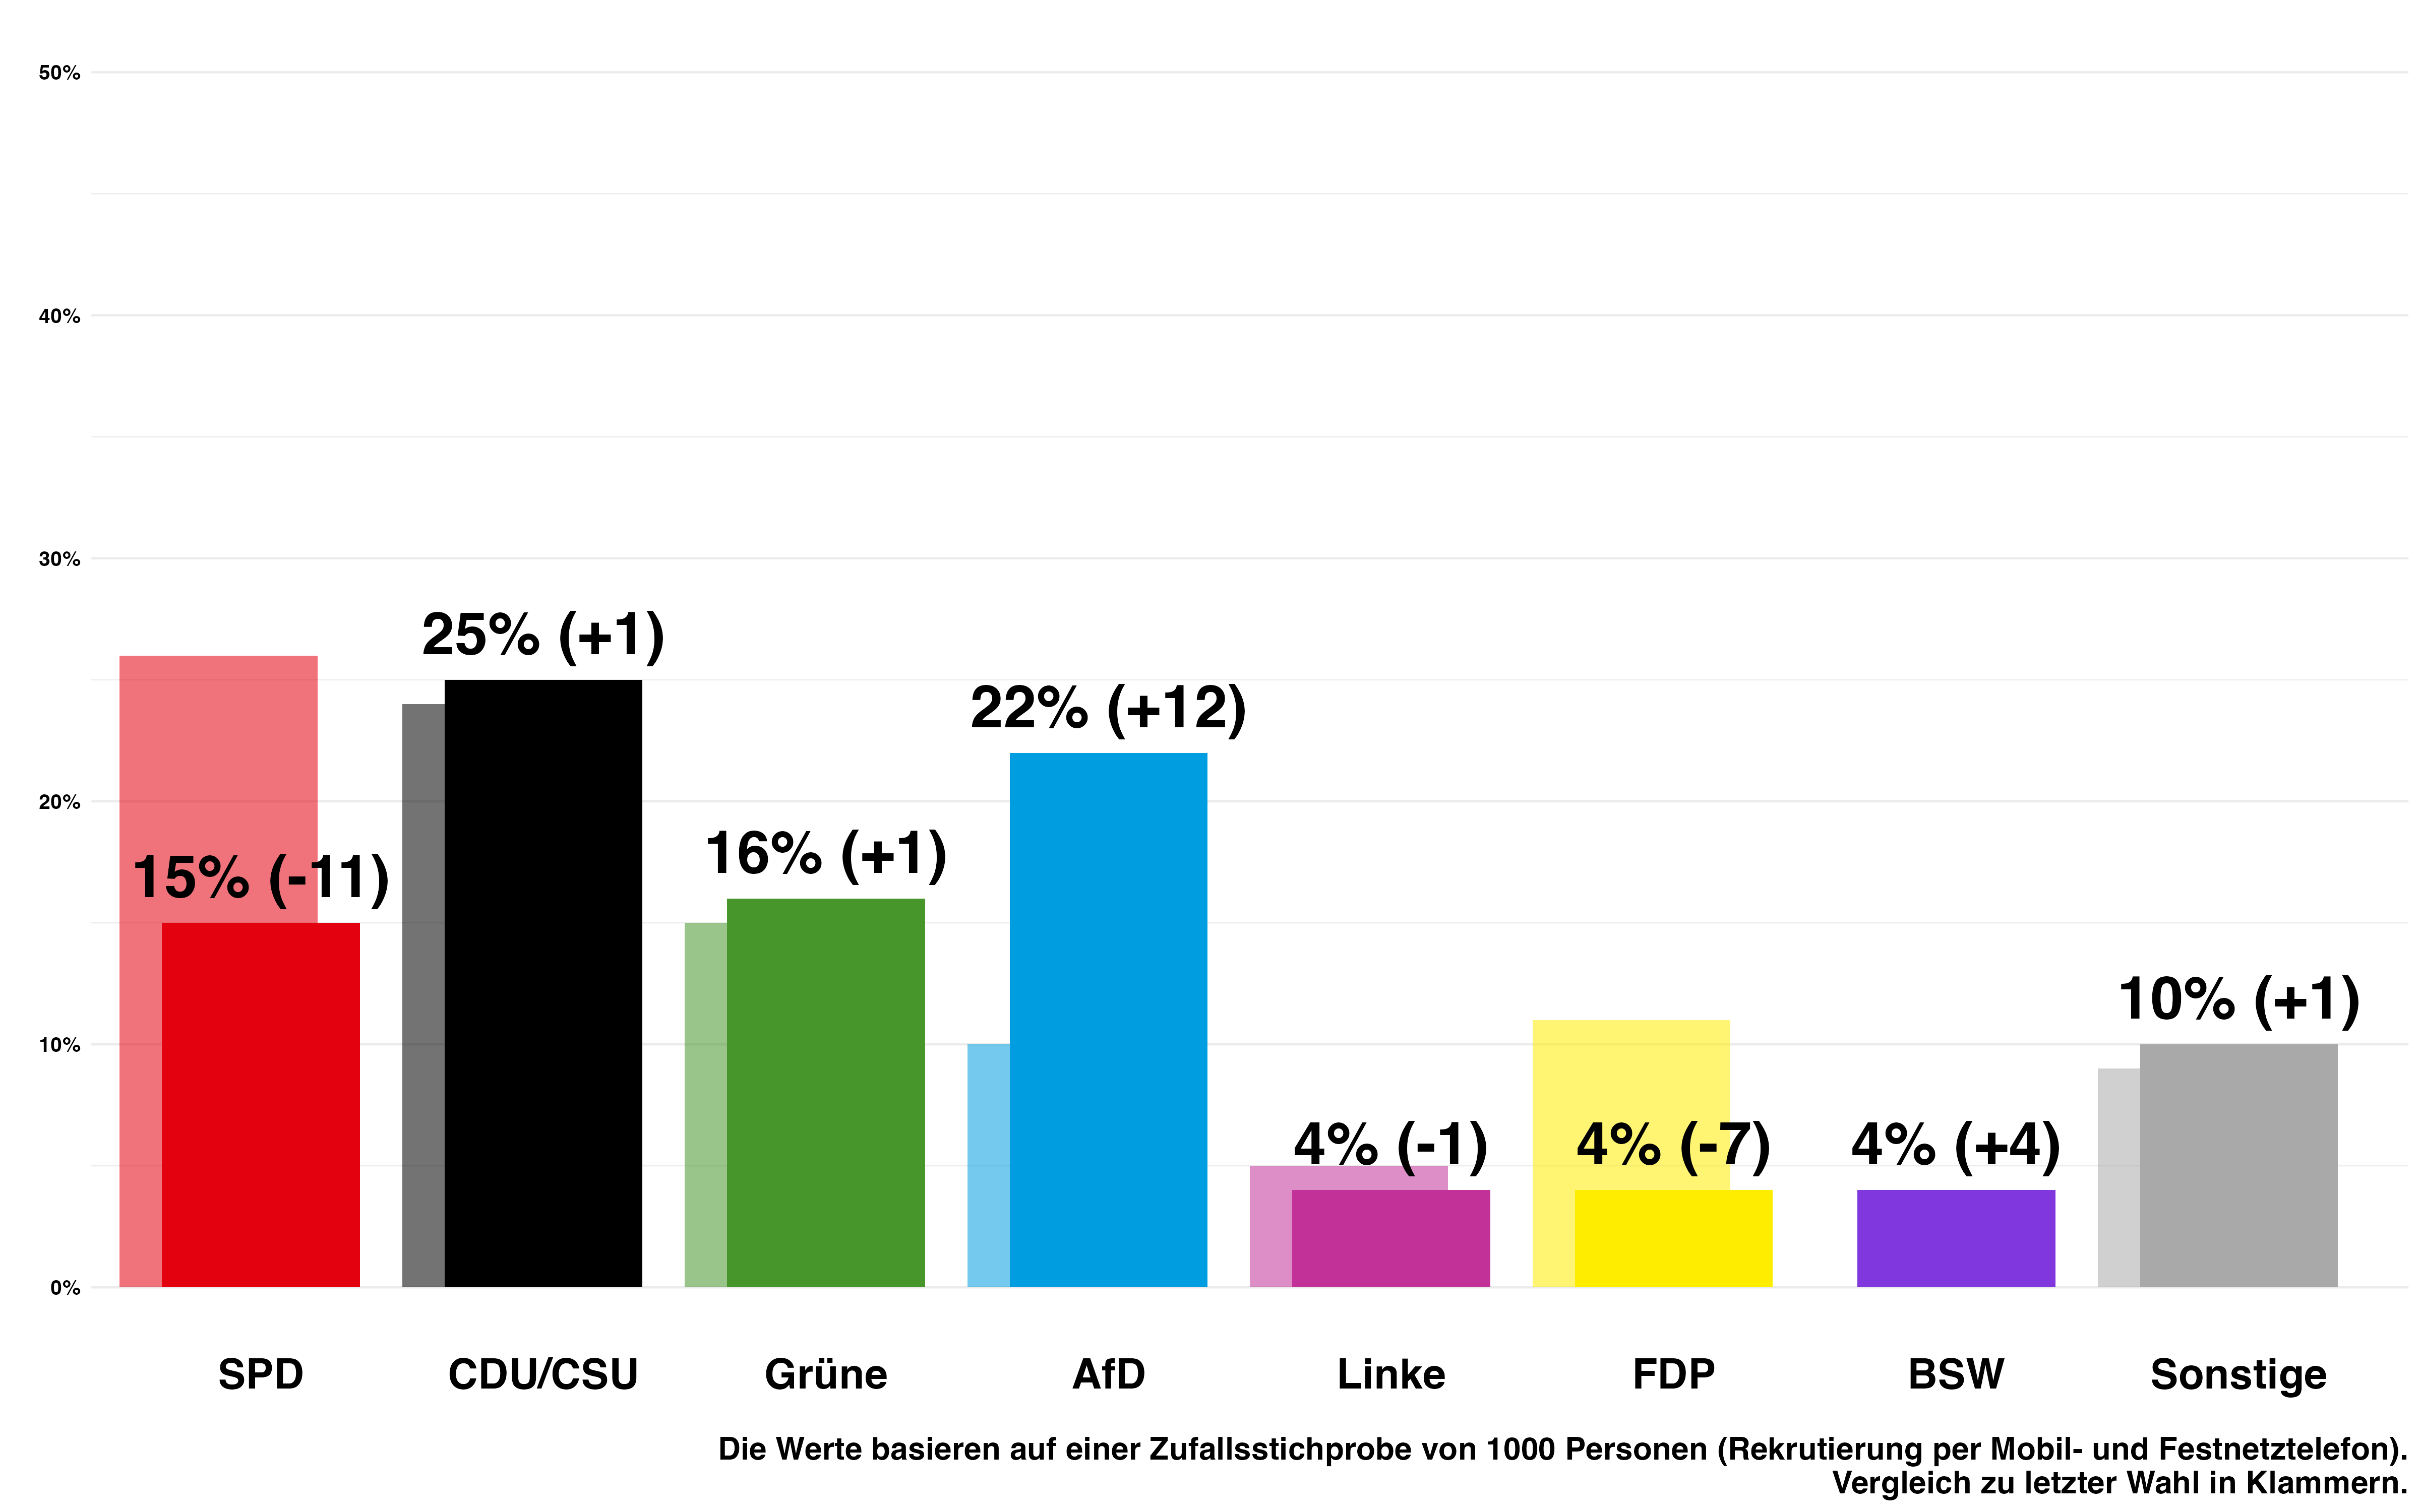 50%
40%
30%
20%
10%
0%
15% (-11)
25% (+1)
16% (+1)
22% (+12)
4% (-1)
4% (-7)
4% (+4)
10% (+1)
SPD
CDU/CSU
Grüne
AfD
Linke
FDP
BSW
Sonstige
Die Werte basieren auf einer Zufallsstichprobe von 1000 Personen (Rekrutierung per Mobil- und Festnetztelefon).
Vergleich zu letzter Wahl in Klammern.